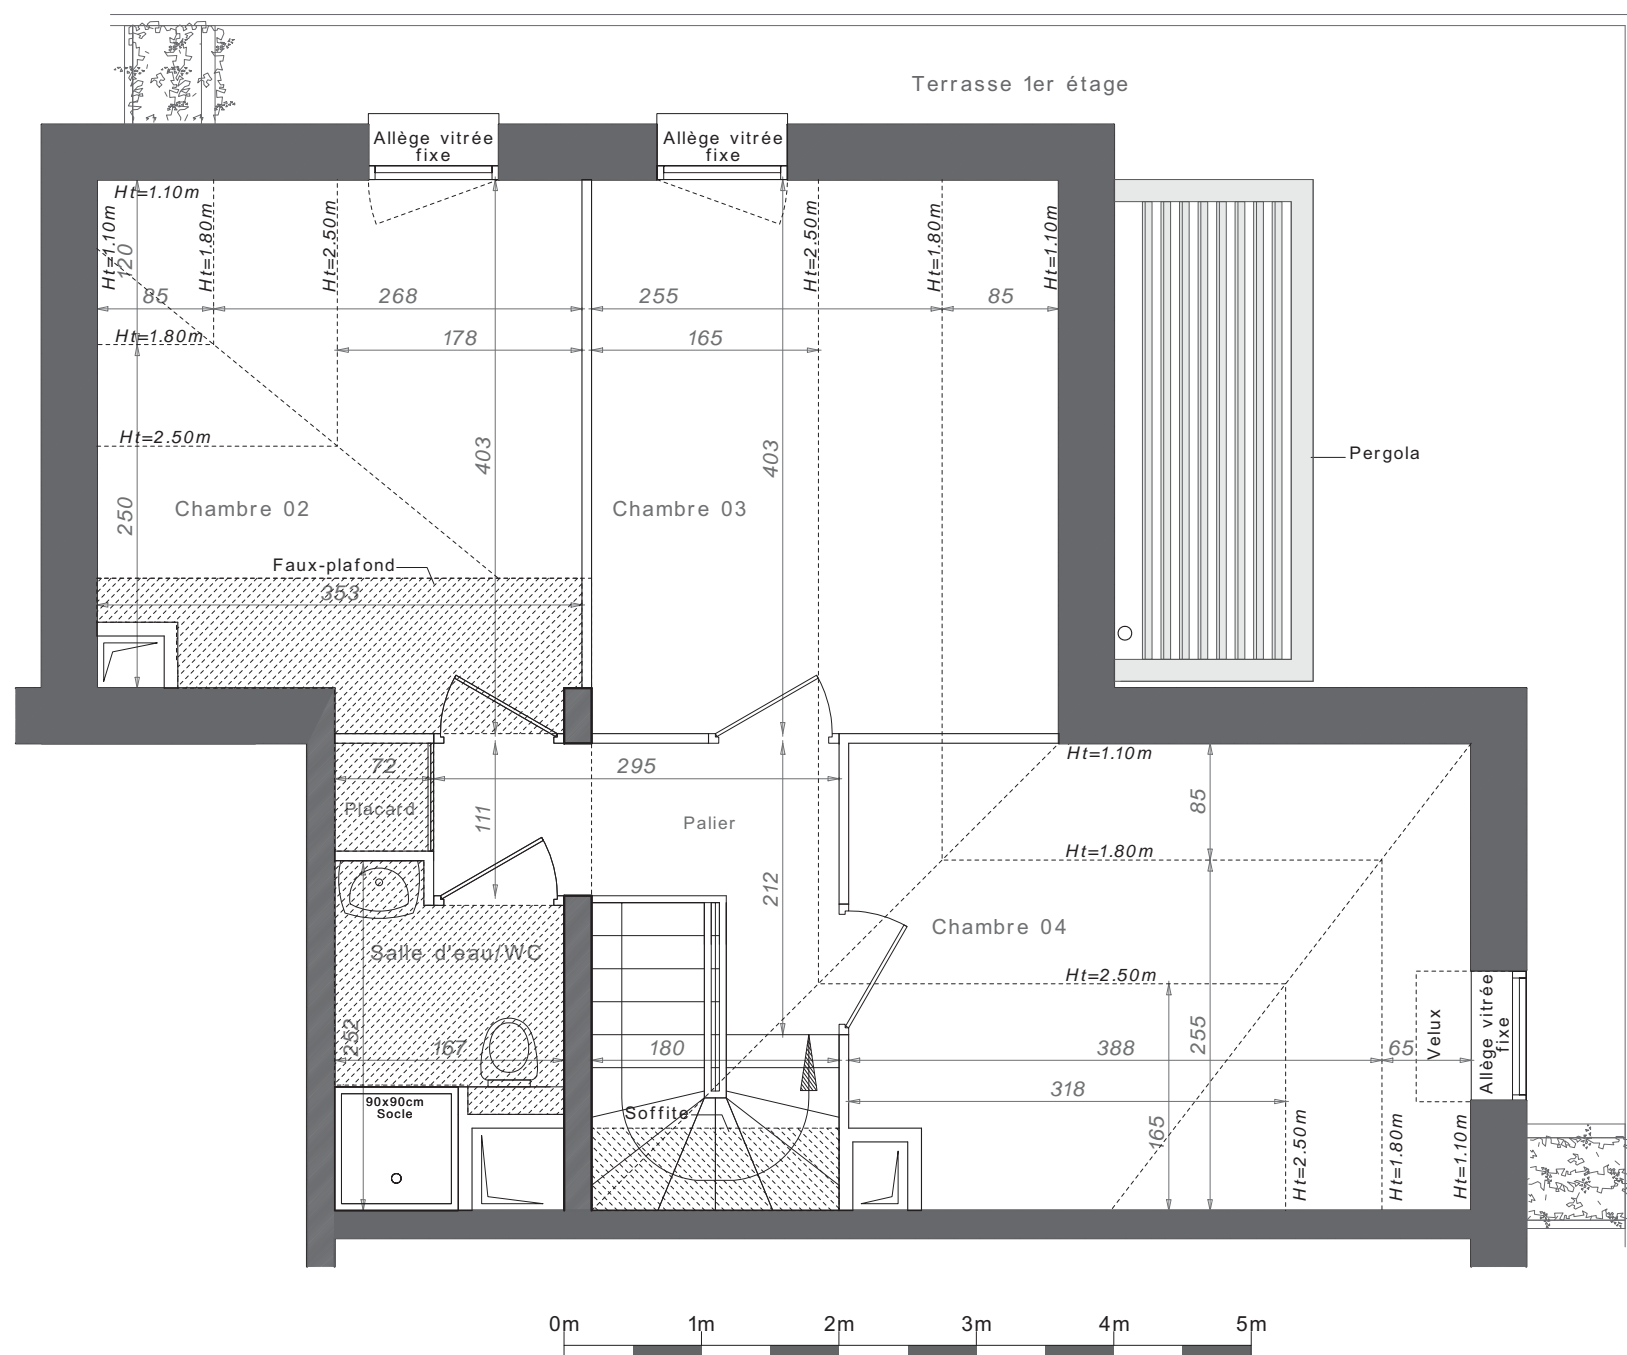 Terrasse 1er étage
Allège vitrée
fixe
Allège vitrée
fixe
Ht=1.10m
Ht=1.10m
Ht=1.80m
Ht=2.50m
Ht=2.50m
Ht=1.80m
Ht=1.10m
120
85
268
255
85
Ht=1.80m
178
165
Ht=2.50m
403
403
Pergola
250
Chambre 02
Chambre 03
Faux-plafond
353
72
295
Ht=1.10m
85
Placard
111
Palier
Ht=1.80m
212
Chambre 04
Salle d'eau/WC
Ht=2.50m
252
167
180
388
255
65
Velux
Allège vitrée
fixe
318
90x90cm
Socle
Soffite
165
Ht=2.50m
Ht=1.80m
Ht=1.10m
0m 1m 2m 3m 4m 5m